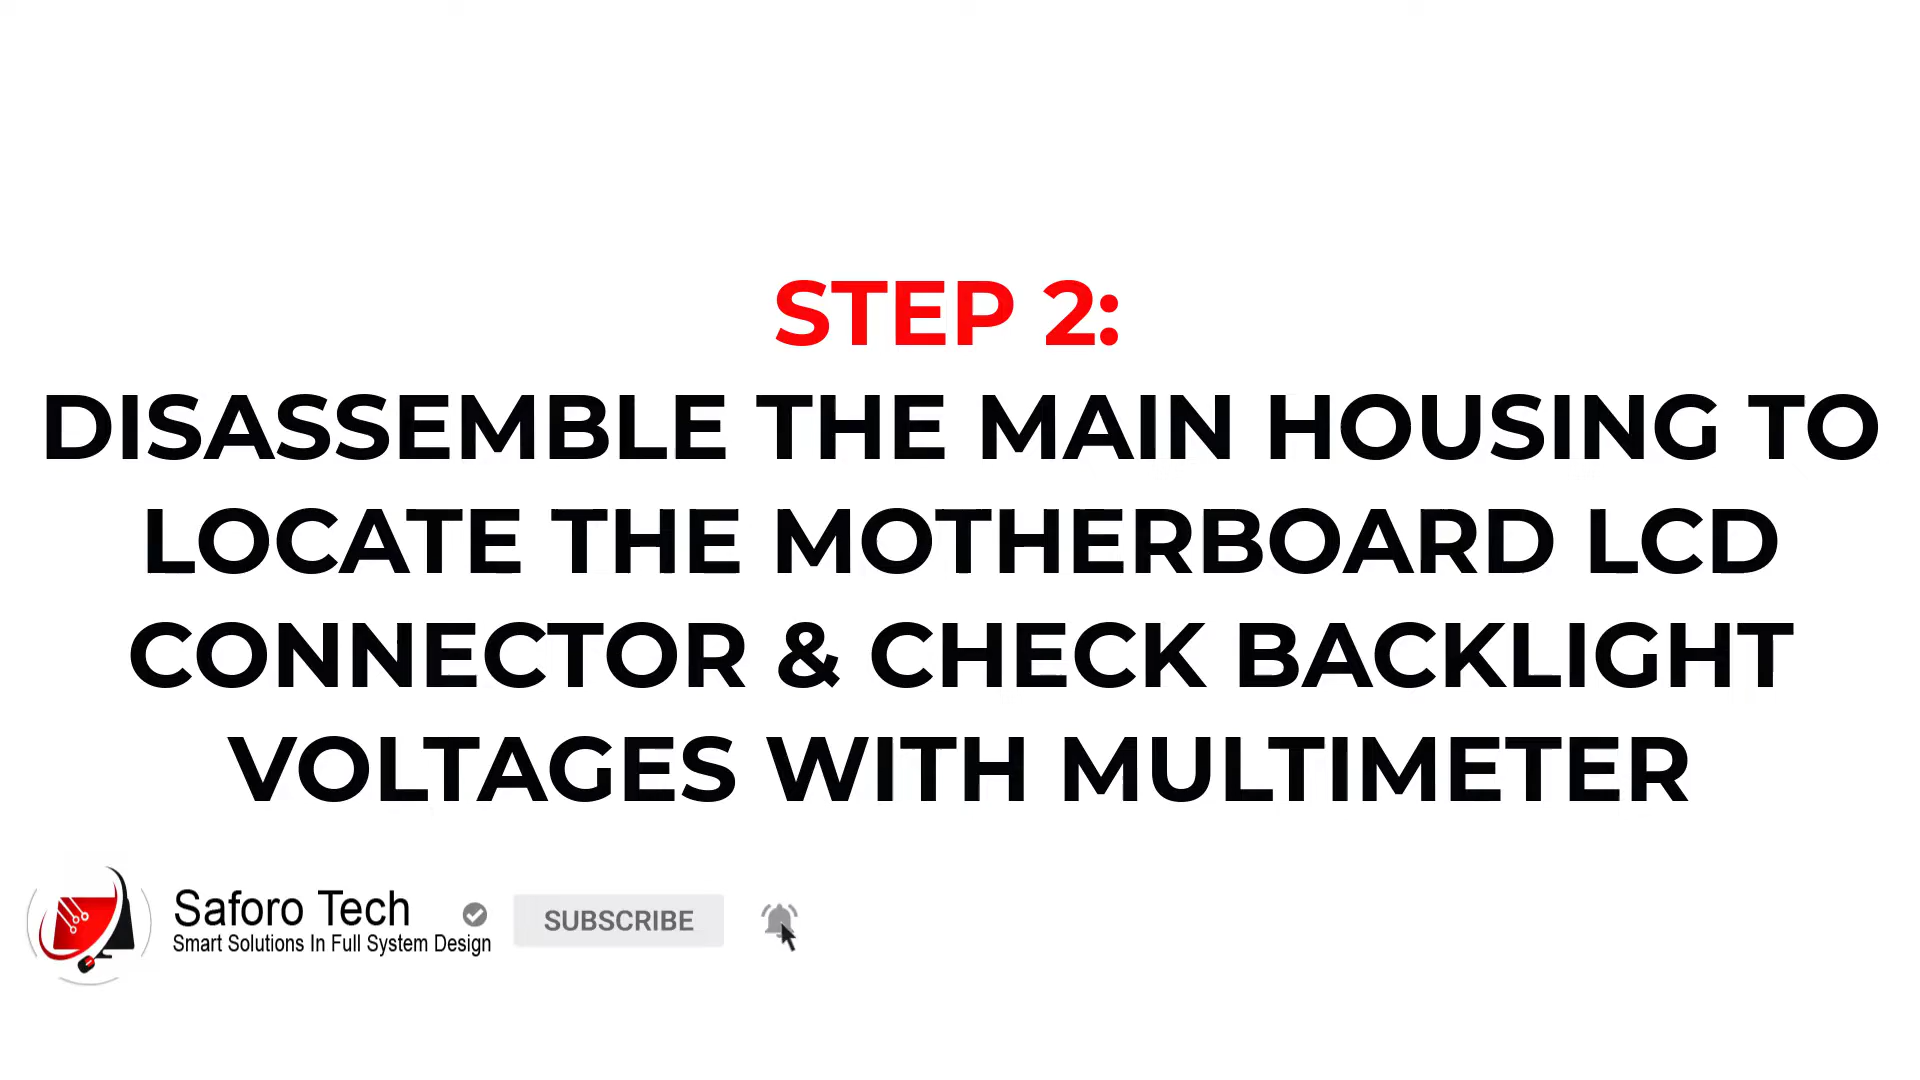 STEP 2:
DISASSEMBLE THE MAIN HOUSING TO
LOCATE THE MOTHERBOARD LCD
CONNECTOR & CHECK BACKLIGHT
VOLTAGES WITH MULTIMETER
Saforo Tech
Smart Solutions In Full System Design
SUBSCRIBE